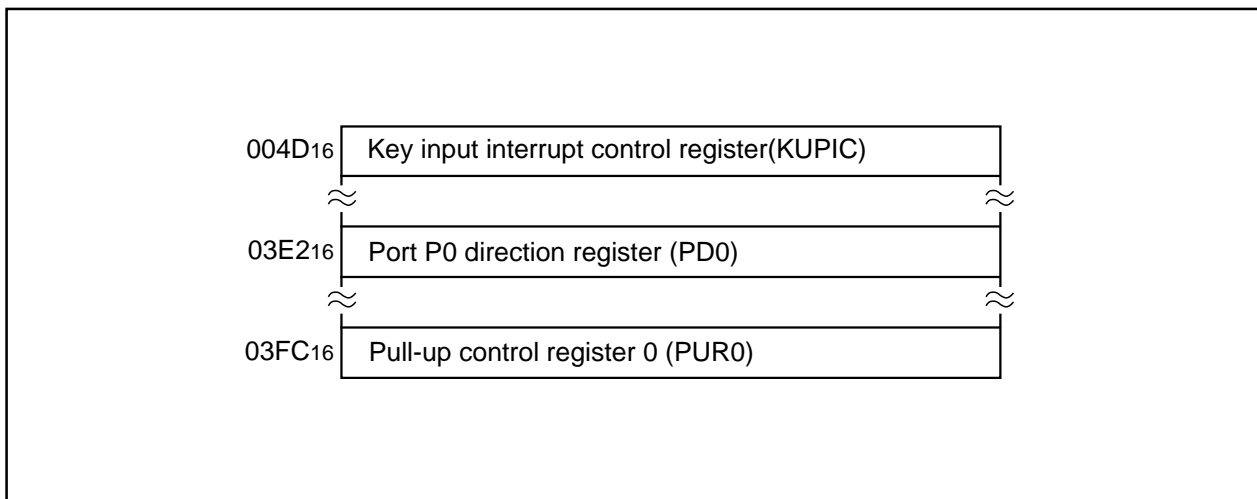 004D16 Key input interrupt control register(KUPIC)
03E216 Port P0 direction register (PD0)
03FC16 Pull-up control register 0 (PUR0)